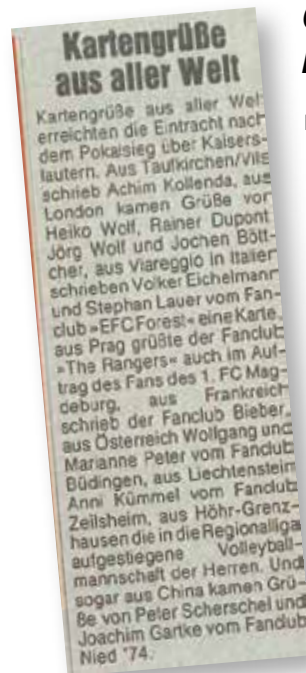 Kartengrüße
aus aller Welt
Kartengrüße aus aller Welt
erreichten die Eintracht nach
dem Pokalsieg über Kaisers-
lautern. Aus Taufkirchen/Vils
schrieb Achim Kollenda, aus
London kamen Grüße von
Heiko Wolf, Rainer Dupont
Jörg Wolf und Jochen Bött-
cher, aus Viareggio in Italien
schrieben Volker Eichelmann
und Stephan Lauer vom Fan-
club »EFC Forest« eine Karte,
aus Prag grüßte der Fanclub
»The Rangers« auch im Auf-
trag des Fans des 1. FC Mag-
deburg, aus Frankreich
schrieb der Fanclub Bieber,
aus Österreich Wolfgang und
Marianne Peter vom Fanclub
Büdingen, aus Liechtenstein
Anni Kümmel vom Fanclub
Zeilsheim, aus Höhr-Grenz-
hausen die in die Regionalliga
aufgestiegene Volleyball-
mannschaft der Herren. Und
sogar aus China kamen Grü-
ße von Peter Scherschel und
Joachim Gartke vom Fanclub
Nied '74.